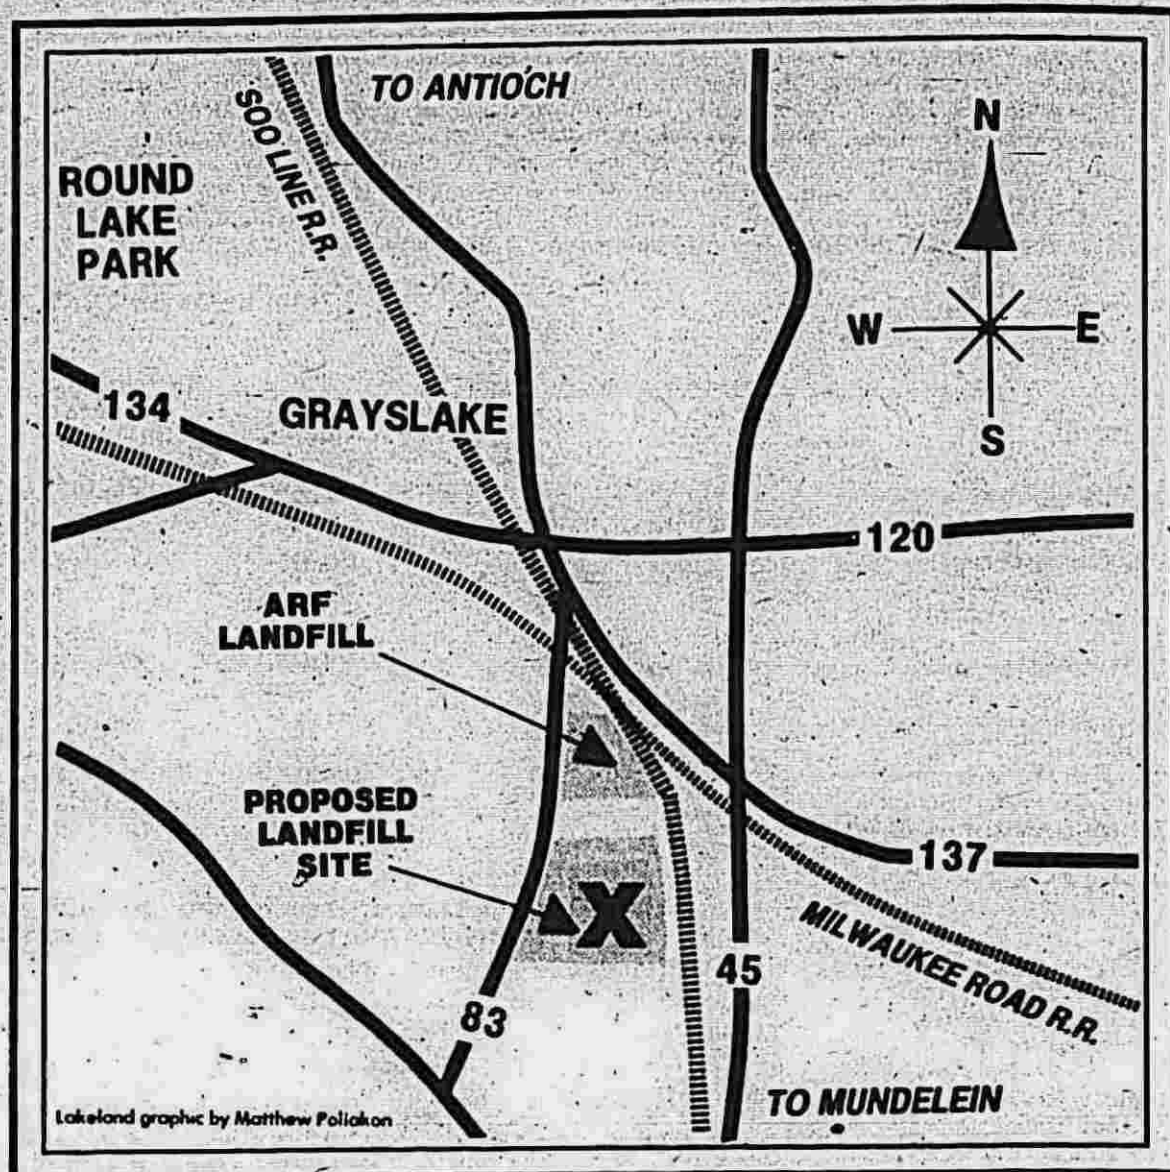 TO ANTIOCH
SOO LINE R.R.
N
ROUND
LAKE
PARK
W
E
S
134
GRAYSLAKE
120
ARF
LANDFILL
PROPOSED
LANDFILL
SITE
X
137
MILWAUKEE ROAD R.R.
45
83
TO MUNDELEIN
Lakeland graphic by Matthew Poliakon